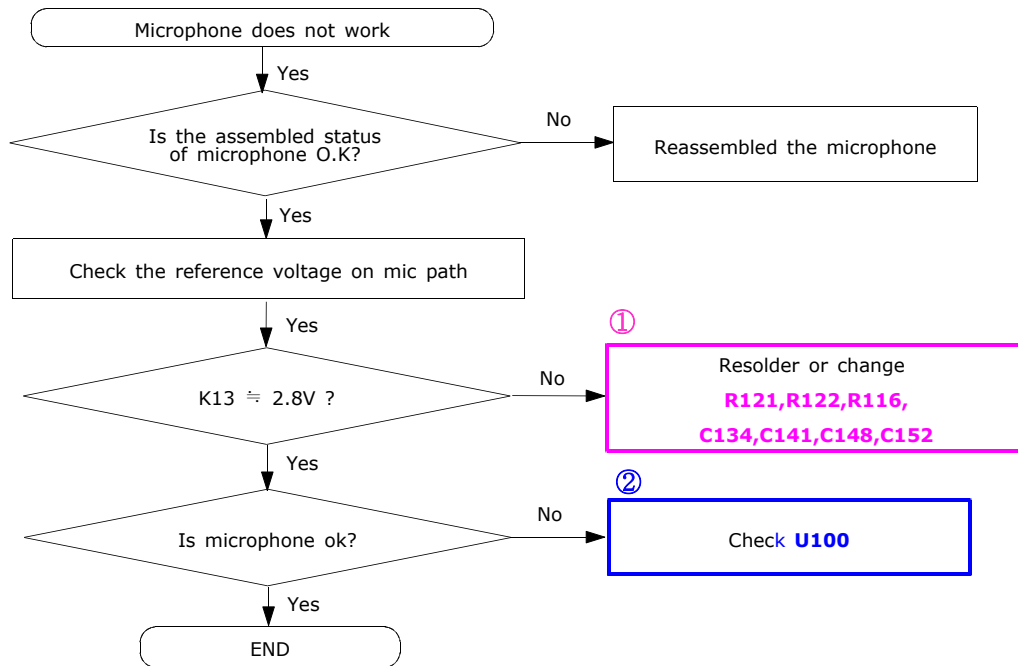 Microphone does not work
Yes
Is the assembled status
of microphone O.K?
No
Reassembled the microphone
Yes
Check the reference voltage on mic path
Yes
K13 ≒ 2.8V ?
No
①
Resolder or change
R121,R122,R116,
C134,C141,C148,C152
Yes
Is microphone ok?
No
②
Check U100
Yes
END